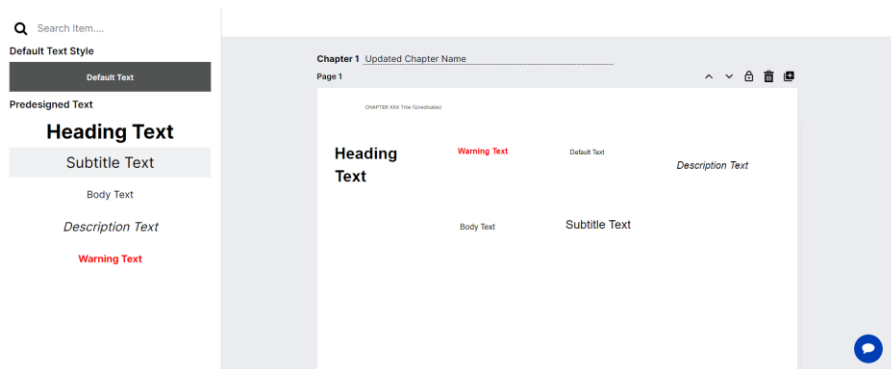 Search Item....
Default Text Style
Default Text
Predesigned Text
Heading Text
Subtitle Text
Body Text
Description Text
Warning Text
Chapter 1 Updated Chapter Name
Page 1
CHAPTER XXX Title (Uneditable)
Heading
Text
Warning Text
Default Text
Description Text
Body Text
Subtitle Text